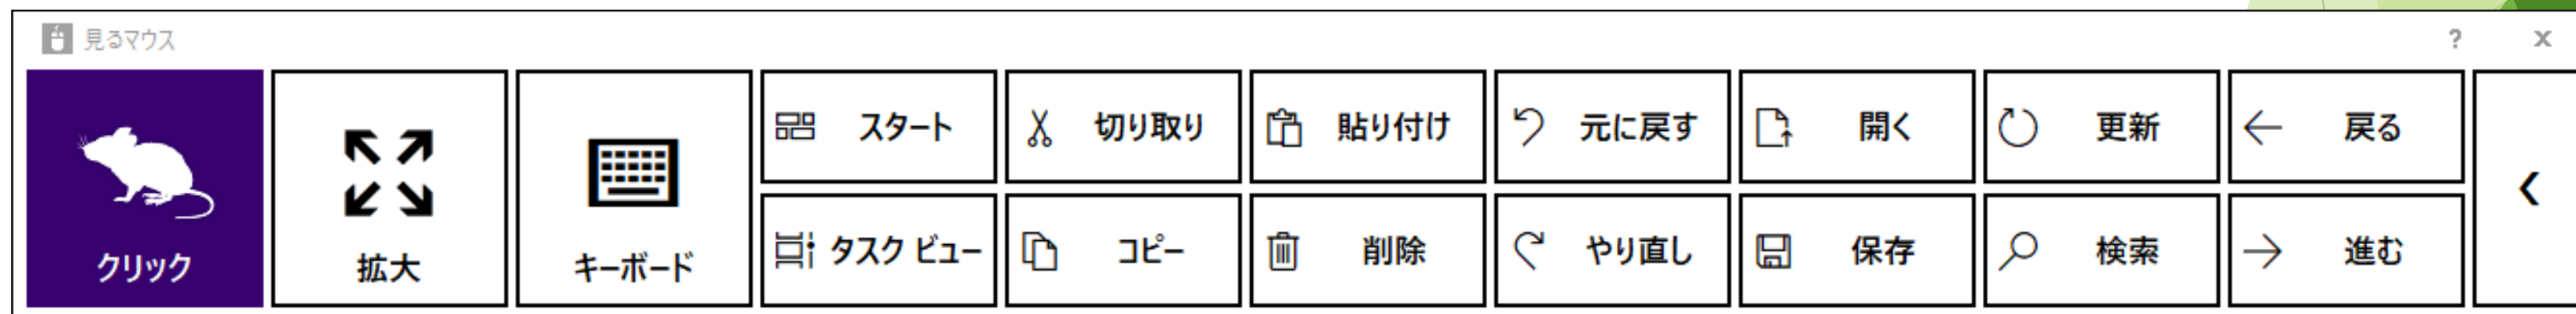 見るマウス
? x
クリック
拡大
キーボード
スタート
切り取り
貼り付け
元に戻す
開く
更新
戻る
タスク ビュー
コピー
削除
やり直し
保存
検索
進む